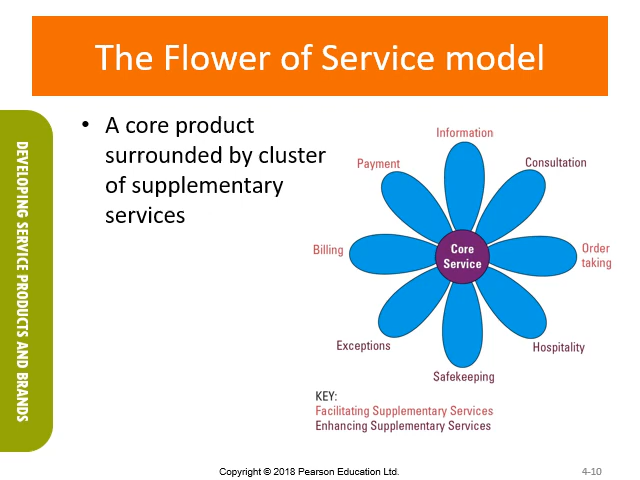 The Flower of Service model
DEVELOPING SERVICE PRODUCTS AND BRANDS
• A core product
surrounded by cluster
of supplementary
services
Information
Payment
Consultation
Billing
Core
Service
Order
taking
Exceptions
Hospitality
Safekeeping
KEY:
Facilitating Supplementary Services
Enhancing Supplementary Services
Copyright © 2018 Pearson Education Ltd.
4-10